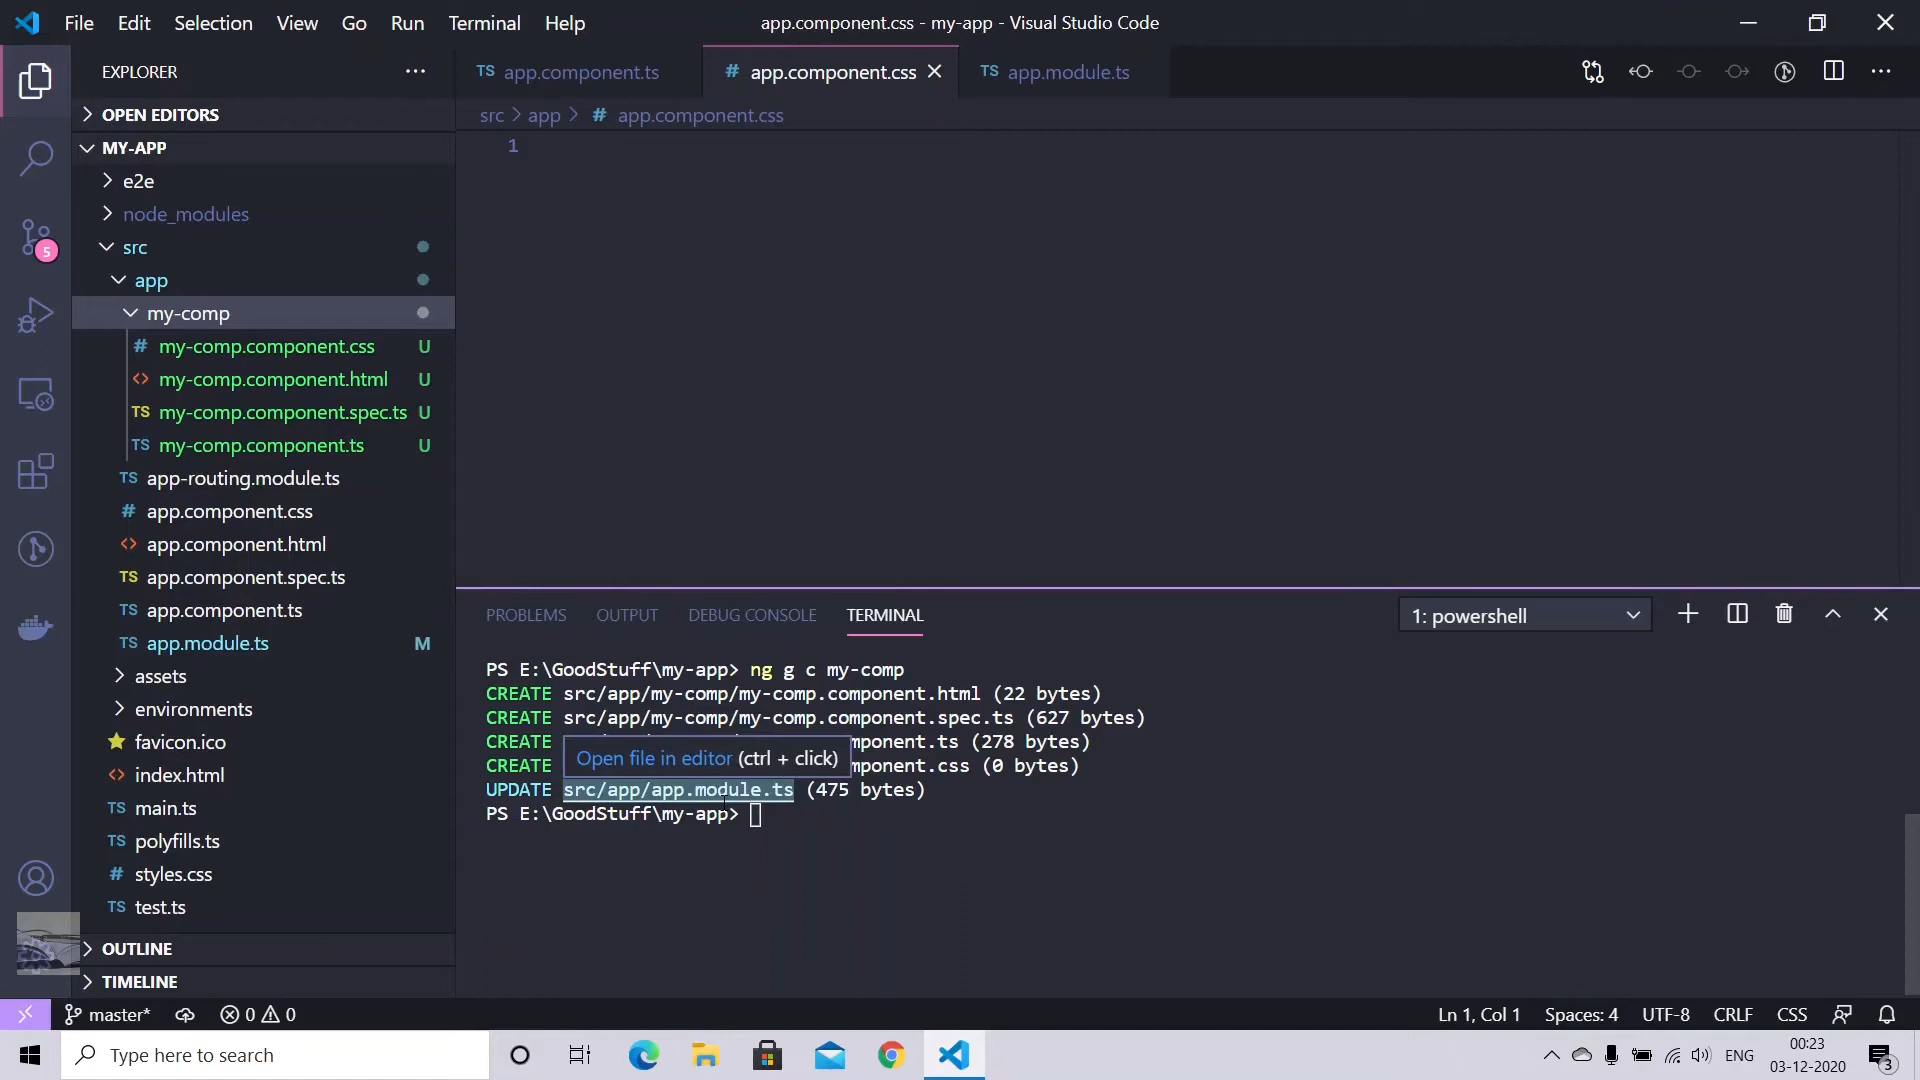 File Edit Selection View Go Run Terminal Help
app.component.css - my-app - Visual Studio Code
EXPLORER
OPEN EDITORS
MY-APP
e2e
node_modules
src
app
my-comp
# my-comp.component.css U
<> my-comp.component.html U
TS my-comp.component.spec.ts U
TS my-comp.component.ts U
TS app-routing.module.ts
# app.component.css
<> app.component.html
TS app.component.spec.ts
TS app.component.ts
TS app.module.ts M
assets
environments
favicon.ico
<> index.html
TS main.ts
TS polyfills.ts
# styles.css
TS test.ts
OUTLINE
TIMELINE
5
TS app.component.ts # app.component.css TS app.module.ts
src > app > # app.component.css
1
PROBLEMS OUTPUT DEBUG CONSOLE TERMINAL
1: powershell
PS E:\GoodStuff\my-app> ng g c my-comp
CREATE src/app/my-comp/my-comp.component.html (22 bytes)
CREATE src/app/my-comp/my-comp.component.spec.ts (627 bytes)
CREATE mponent.ts (278 bytes)
CREATE mponent.css (0 bytes)
Open file in editor (ctrl + click)
UPDATE src/app/app.module.ts (475 bytes)
PS E:\GoodStuff\my-app>
master* 0 0
Ln 1, Col 1 Spaces: 4 UTF-8 CRLF CSS
Type here to search
ENG
00:23
03-12-2020
3